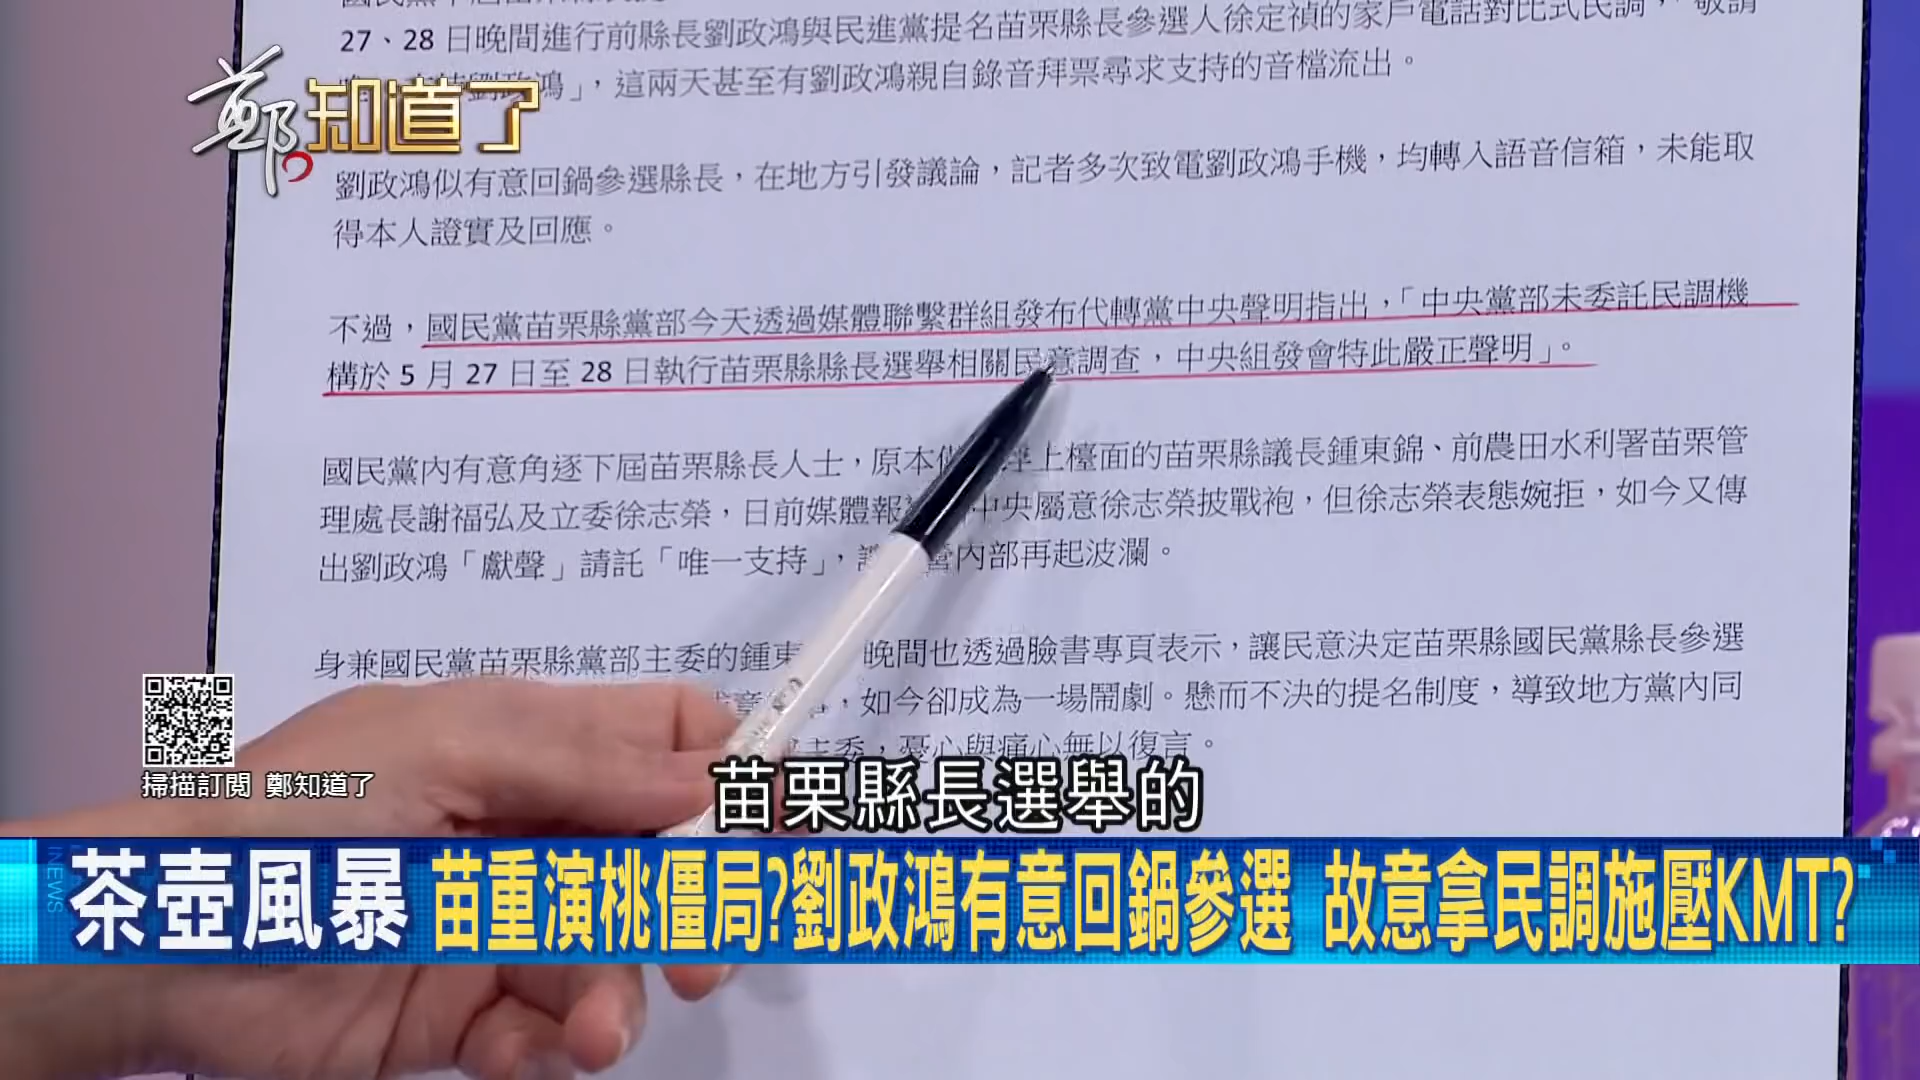 27、28 日晚間進行前縣長劉政鴻與民進黨提名苗栗縣長參選人徐定禎的家戶電話對比式民調，「敬請
劉政鴻」，這兩天甚至有劉政鴻親自錄音拜票尋求支持的音檔流出。
鄭知道了
劉政鴻似有意回鍋參選縣長，在地方引發議論，記者多次致電劉政鴻手機，均轉入語音信箱，未能取
得本人證實及回應。
不過，國民黨苗栗縣黨部今天透過媒體聯繫群組發布代轉黨中央聲明指出，「中央黨部未委託民調機
構於 5 月 27 日至 28 日執行苗栗縣縣長選舉相關民意調查，中央組發會特此嚴正聲明」。
國民黨內有意角逐下屆苗栗縣長人士，原本 上檯面的苗栗縣議長鍾東錦、前農田水利署苗栗管
理處長謝福弘及立委徐志榮，日前媒體報 中央屬意徐志榮披戰袍，但徐志榮表態婉拒，如今又傳
出劉政鴻「獻聲」請託「唯一支持」， 內部再起波瀾。
身兼國民黨苗栗縣黨部主委的鍾東 晚間也透過臉書專頁表示，讓民意決定苗栗縣國民黨縣長參選
，如今卻成為一場鬧劇。懸而不決的提名制度，導致地方黨內同
主委，憂心與痛心無以復言。
掃描訂閱 鄭知道了
苗栗縣長選舉的
INEWS
茶壺風暴 苗重演桃僵局?劉政鴻有意回鍋參選 故意拿民調施壓KMT?